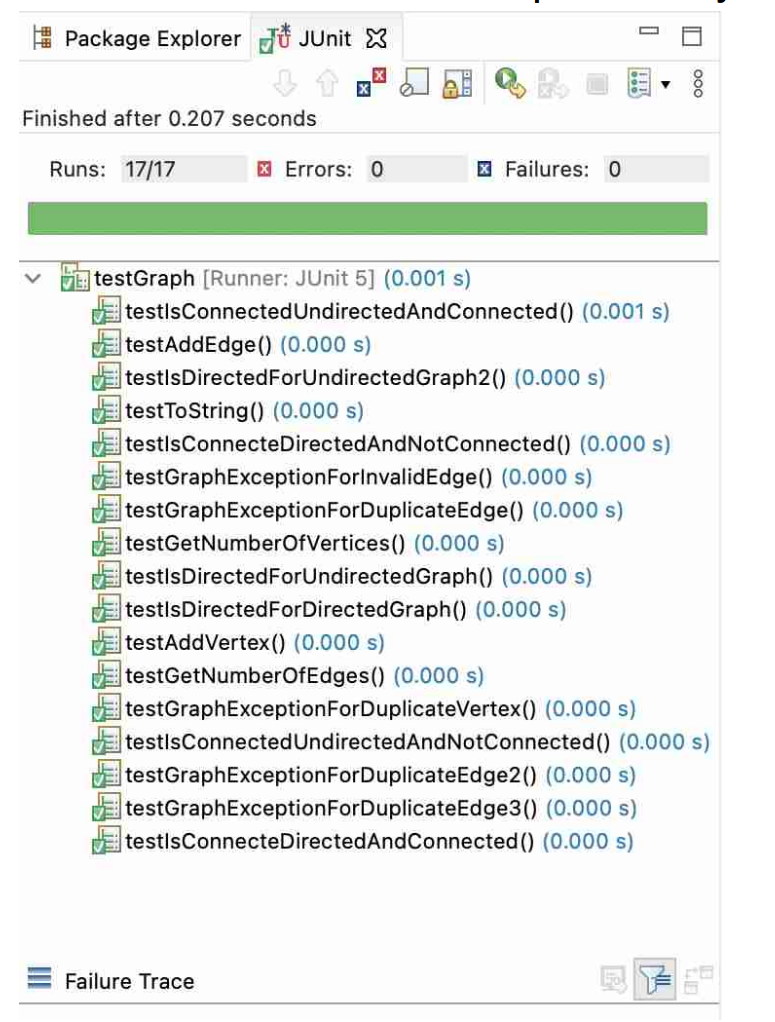 Package Explorer JUnit
Finished after 0.207 seconds
Runs: 17/17 Errors: 0 Failures: 0
testGraph [Runner: JUnit 5] (0.001 s)
testIsConnectedUndirectedAndConnected() (0.001 s)
testAddEdge() (0.000 s)
testIsDirectedForUndirectedGraph2() (0.000 s)
testToString() (0.000 s)
testIsConnecteDirectedAndNotConnected() (0.000 s)
testGraphExceptionForInvalidEdge() (0.000 s)
testGraphExceptionForDuplicateEdge() (0.000 s)
testGetNumberOfVertices() (0.000 s)
testIsDirectedForUndirectedGraph() (0.000 s)
testIsDirectedForDirectedGraph() (0.000 s)
testAddVertex() (0.000 s)
testGetNumberOfEdges() (0.000 s)
testGraphExceptionForDuplicateVertex() (0.000 s)
testIsConnectedUndirectedAndNotConnected() (0.000 s)
testGraphExceptionForDuplicateEdge2() (0.000 s)
testGraphExceptionForDuplicateEdge3() (0.000 s)
testIsConnecteDirectedAndConnected() (0.000 s)
Failure Trace